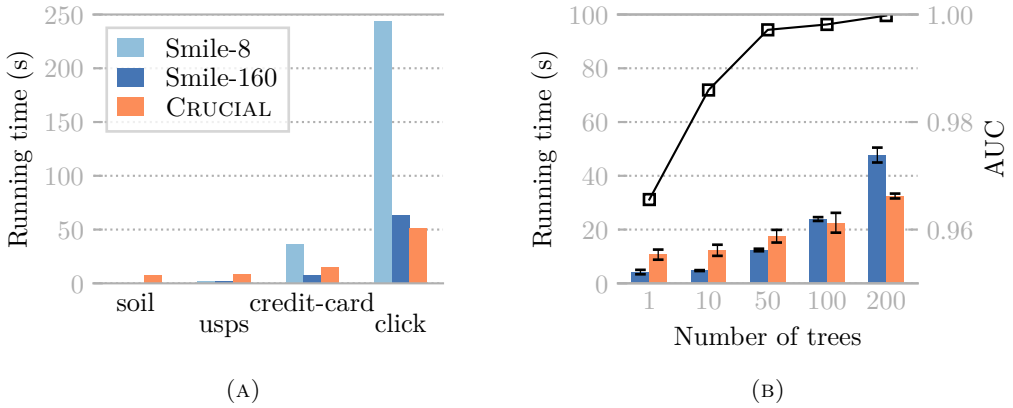 250
200
150
100
50
0
Running time (s)
Smile-8
Smile-160
CRUCIAL
soil
usps
credit-card
click
(A)
100
80
60
40
20
0
Running time (s)
1.00
0.98
0.96
AUC
1 10 50 100 200
Number of trees
(B)